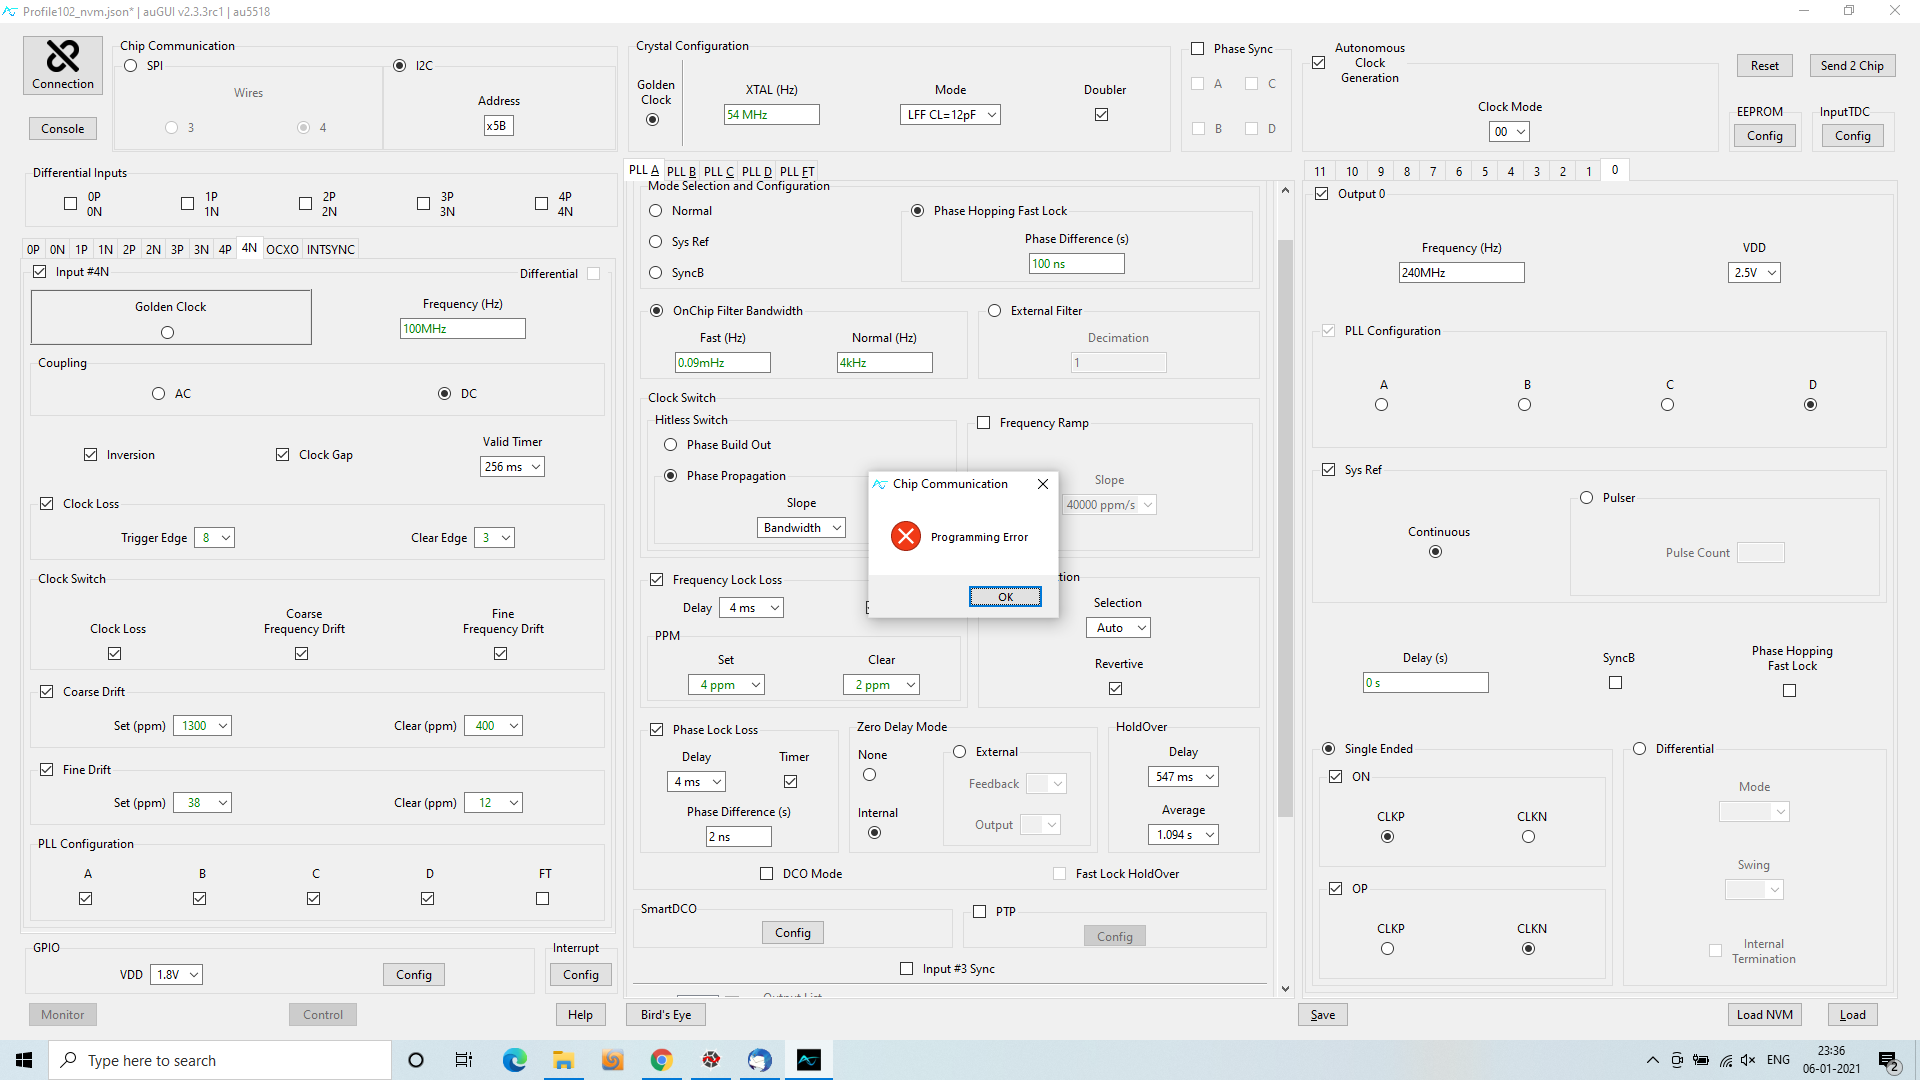 Profile102_nvm.json* | auGUI v2.3.3rc1 | au5518
Connection
Console
Chip Communication
SPI
Wires
3
4
I2C
Address
x5B
Crystal Configuration
Golden
Clock
XTAL (Hz)
54 MHz
Mode
LFF CL=12pF
Doubler
Phase Sync
A
C
B
D
Autonomous
Clock
Generation
Clock Mode
00
Reset
Send 2 Chip
EEPROM
Config
InputTDC
Config
Differential Inputs
0P
0N
1P
1N
2P
2N
3P
3N
4P
4N
0P 0N 1P 1N 2P 2N 3P 3N 4P 4N OCXO INTSYNC
Input #4N
Differential
Golden Clock
Frequency (Hz)
100MHz
Coupling
AC
DC
Inversion
Clock Gap
Valid Timer
256 ms
Clock Loss
Trigger Edge 8
Clear Edge 3
Clock Switch
Clock Loss
Coarse
Frequency Drift
Fine
Frequency Drift
Coarse Drift
Set (ppm) 1300
Clear (ppm) 400
Fine Drift
Set (ppm) 38
Clear (ppm) 12
PLL Configuration
A
B
C
D
FT
GPIO
VDD 1.8V
Config
Interrupt
Config
Monitor
Control
Help
PLL A PLL B PLL C PLL D PLL FT
Mode Selection and Configuration
Normal
Sys Ref
SyncB
Phase Hopping Fast Lock
Phase Difference (s)
100 ns
OnChip Filter Bandwidth
Fast (Hz)
0.09mHz
Normal (Hz)
4kHz
External Filter
Decimation
1
Clock Switch
Hitless Switch
Phase Build Out
Phase Propagation
Slope
Bandwidth
Frequency Ramp
Slope
40000 ppm/s
Chip Communication
Programming Error
OK
Frequency Lock Loss
Delay 4 ms
PPM
Set
4 ppm
Clear
2 ppm
tion
Selection
Auto
Revertive
Phase Lock Loss
Delay
4 ms
Timer
Phase Difference (s)
2 ns
Zero Delay Mode
None
Internal
External
Feedback
Output
HoldOver
Delay
547 ms
Average
1.094 s
DCO Mode
Fast Lock HoldOver
SmartDCO
Config
PTP
Config
Input #3 Sync
Output List
Bird's Eye
11 10 9 8 7 6 5 4 3 2 1 0
Output 0
Frequency (Hz)
240MHz
VDD
2.5V
PLL Configuration
A
B
C
D
Sys Ref
Continuous
Pulser
Pulse Count
Delay (s)
0 s
SyncB
Phase Hopping
Fast Lock
Single Ended
ON
CLKP
CLKN
OP
CLKP
CLKN
Differential
Mode
Swing
Internal
Termination
Save
Load NVM
Load
Type here to search
ENG
23:36
06-01-2021
2